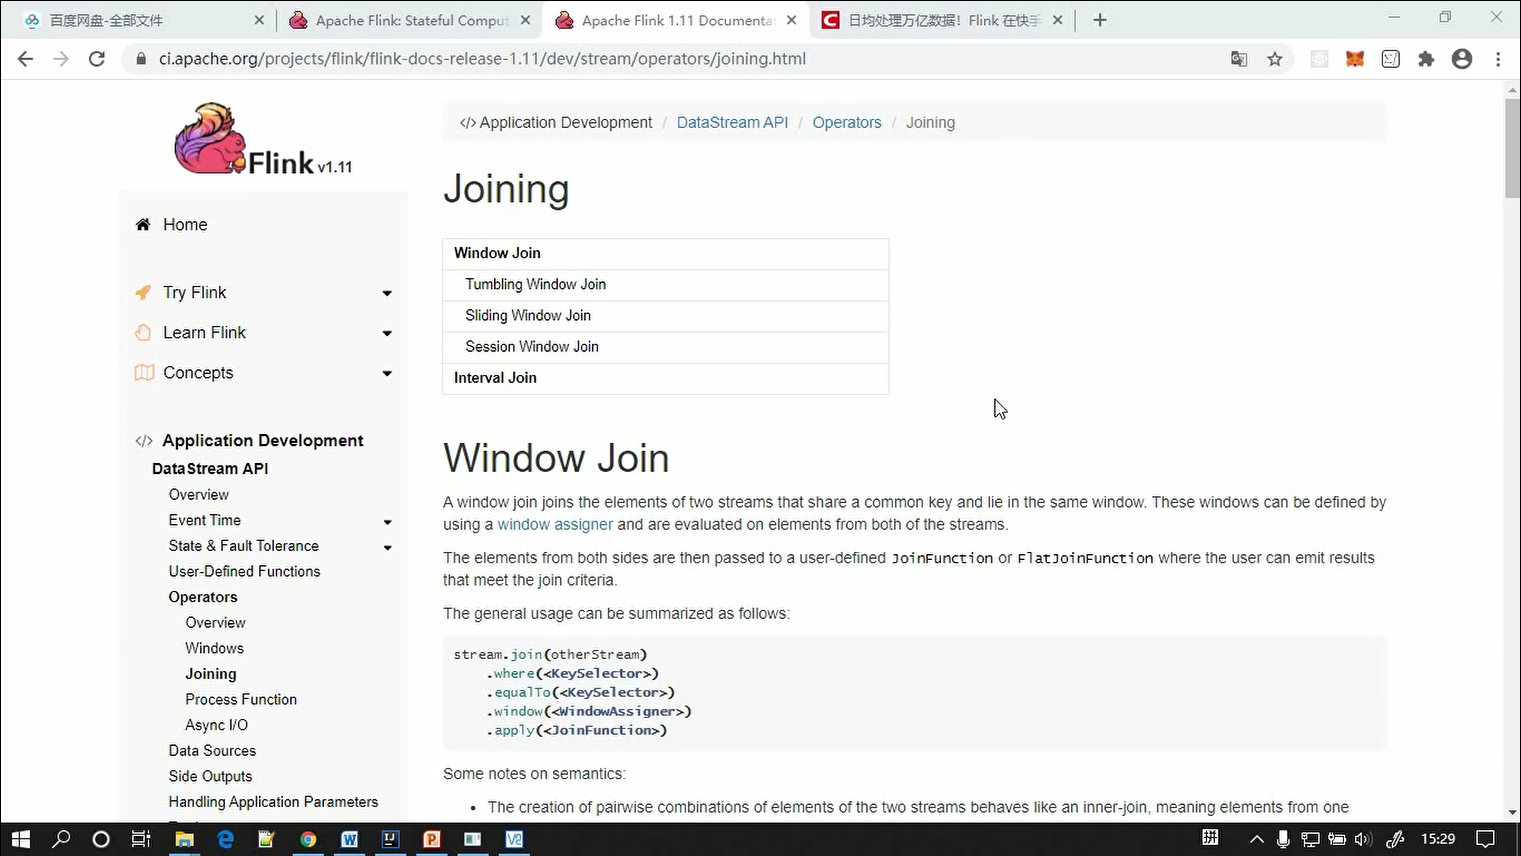 百度网盘-全部文件
Apache Flink: Stateful Comput
Apache Flink 1.11 Documenta
日均处理万亿数据！Flink 在快手
ci.apache.org/projects/flink/flink-docs-release-1.11/dev/stream/operators/joining.html
Flink v1.11
Home
Try Flink
Learn Flink
Concepts
</> Application Development
DataStream API
Overview
Event Time
State & Fault Tolerance
User-Defined Functions
Operators
Overview
Windows
Joining
Process Function
Async I/O
Data Sources
Side Outputs
Handling Application Parameters
</> Application Development / DataStream API / Operators / Joining
Joining
Window Join
Tumbling Window Join
Sliding Window Join
Session Window Join
Interval Join
Window Join
A window join joins the elements of two streams that share a common key and lie in the same window. These windows can be defined by
using a window assigner and are evaluated on elements from both of the streams.
The elements from both sides are then passed to a user-defined JoinFunction or FlatJoinFunction where the user can emit results
that meet the join criteria.
The general usage can be summarized as follows:
stream.join(otherStream)
.where(<KeySelector>)
.equalTo(<KeySelector>)
.window(<WindowAssigner>)
.apply(<JoinFunction>)
Some notes on semantics:
• The creation of pairwise combinations of elements of the two streams behaves like an inner-join, meaning elements from one
拼
15:29